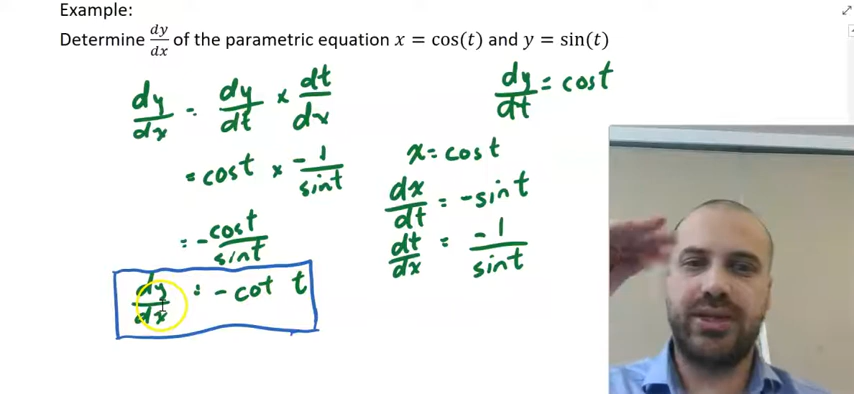 Example:
Determine dy/dx of the parametric equation x = cos(t) and y = sin(t)
dy/dx = dy/dt × dt/dx
= cost × -1/sint
= -cost/sint
dy/dx = - cot t
dy/dt = cost
x = cost
dx/dt = -sint
dt/dx = -1/sint